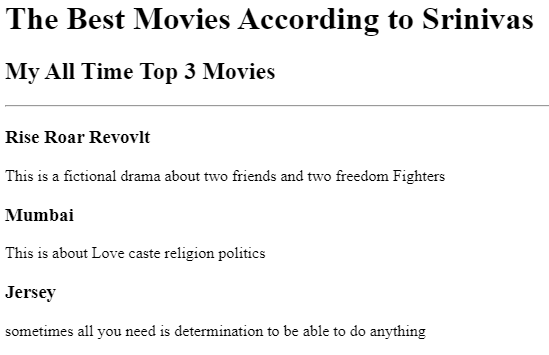 The Best Movies According to Srinivas
My All Time Top 3 Movies
Rise Roar Revovlt
This is a fictional drama about two friends and two freedom Fighters
Mumbai
This is about Love caste religion politics
Jersey
sometimes all you need is determination to be able to do anything